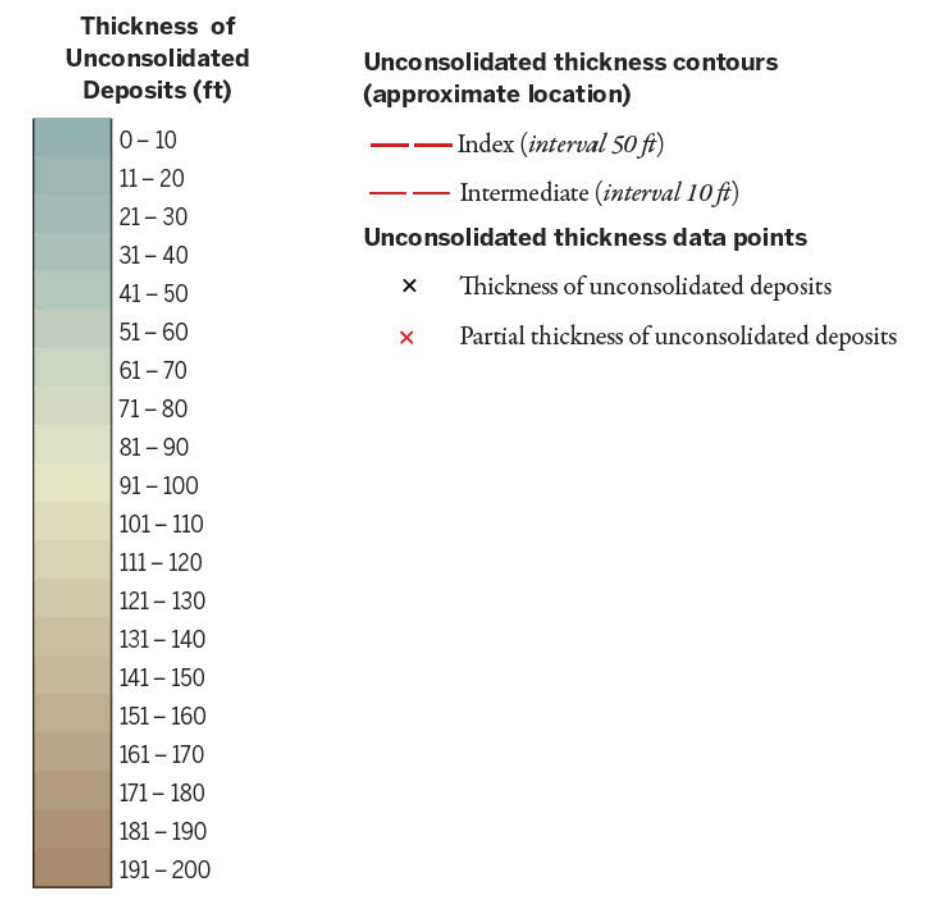 Thickness of
Unconsolidated
Deposits (ft)
0 – 10
11 – 20
21 – 30
31 – 40
41 – 50
51 – 60
61 – 70
71 – 80
81 – 90
91 – 100
101 – 110
111 – 120
121 – 130
131 – 140
141 – 150
151 – 160
161 – 170
171 – 180
181 – 190
191 – 200
Unconsolidated thickness contours
(approximate location)
Index (interval 50 ft)
Intermediate (interval 10 ft)
Unconsolidated thickness data points
Thickness of unconsolidated deposits
Partial thickness of unconsolidated deposits